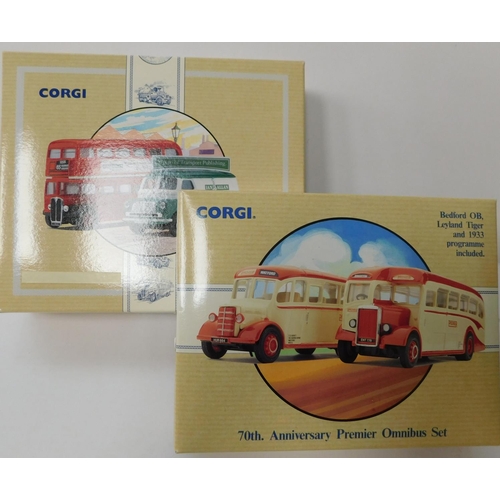 CORGI
CORGI.
Bedford OB,
Leyland Tiger
and 1933
programme
included.
70th. Anniversary Premier Omnibus Set